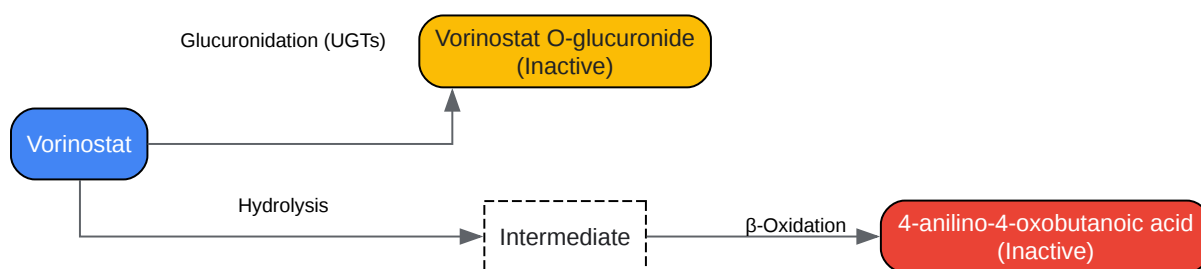 Glucuronidation (UGTs)
Vorinostat O-glucuronide
(Inactive)
Vorinostat
Hydrolysis
Intermediate
β-Oxidation
4-anilino-4-oxobutanoic acid
(Inactive)